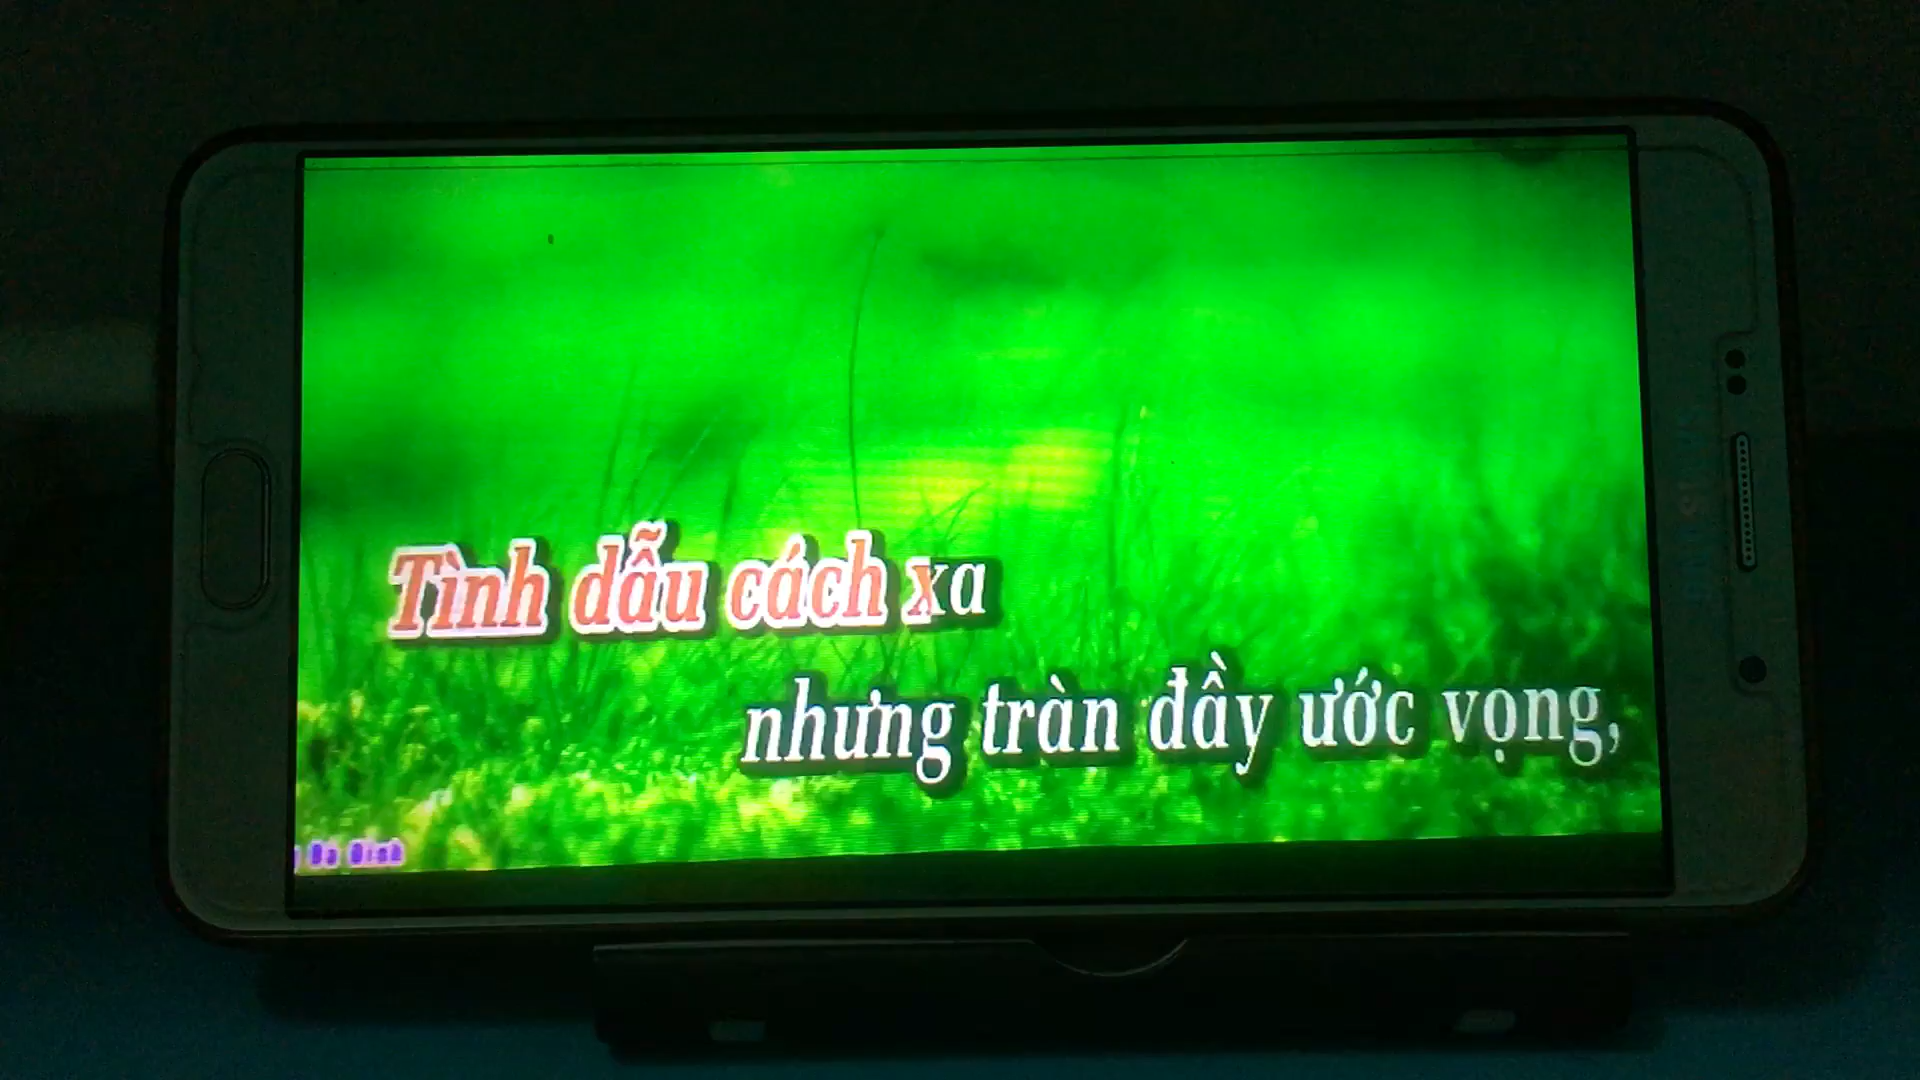 Tình dẫu cách xa
nhưng tràn đầy ước vọng,